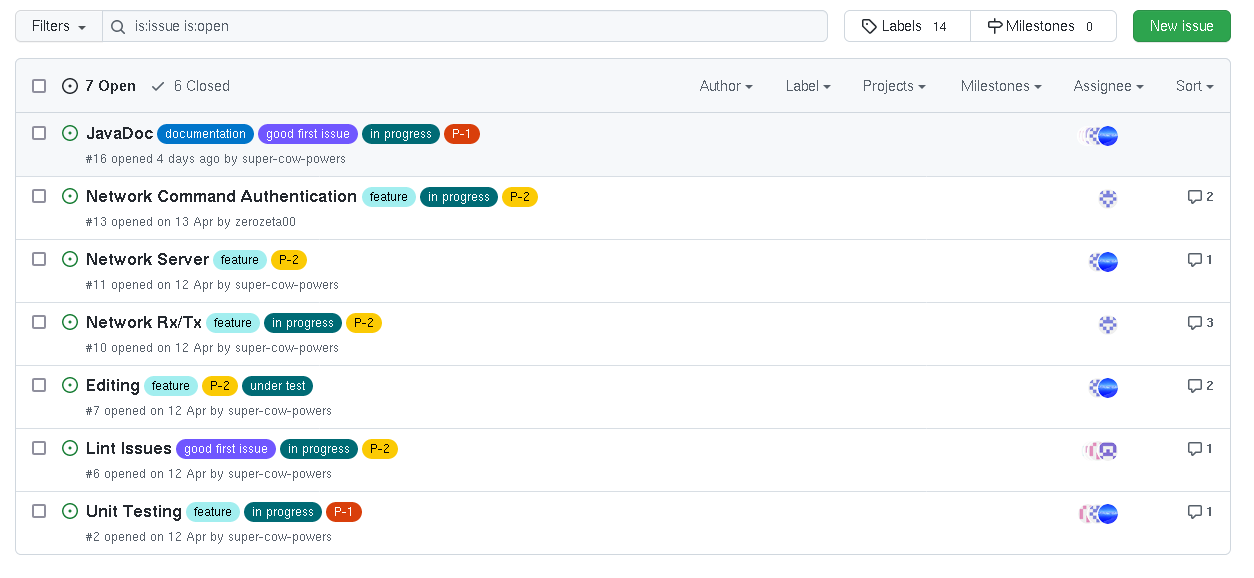 Filters is:issue is:open Labels 14 Milestones 0 New issue
7 Open 6 Closed Author Label Projects Milestones Assignee Sort
JavaDoc documentation good first issue in progress P-1
#16 opened 4 days ago by super-cow-powers
Network Command Authentication feature in progress P-2 2
#13 opened on 13 Apr by zerozeta00
Network Server feature P-2 1
#11 opened on 12 Apr by super-cow-powers
Network Rx/Tx feature in progress P-2 3
#10 opened on 12 Apr by super-cow-powers
Editing feature P-2 under test 2
#7 opened on 12 Apr by super-cow-powers
Lint Issues good first issue in progress P-2 1
#6 opened on 12 Apr by super-cow-powers
Unit Testing feature in progress P-1 1
#2 opened on 12 Apr by super-cow-powers